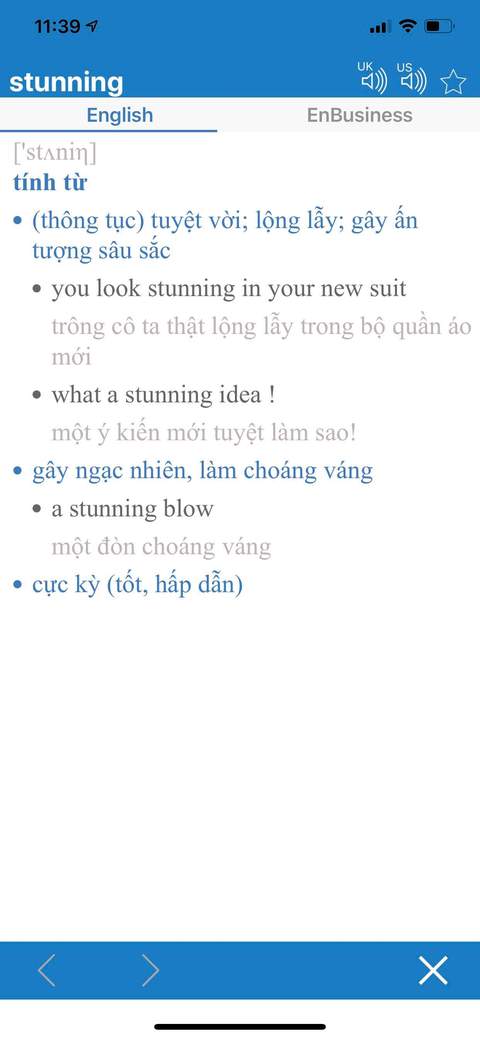 11:39
UK US
stunning
English EnBusiness
['stʌniη]
tính từ
• (thông tục) tuyệt vời; lộng lẫy; gây ấn
tượng sâu sắc
• you look stunning in your new suit
trông cô ta thật lộng lẫy trong bộ quần áo
mới
• what a stunning idea !
một ý kiến mới tuyệt làm sao!
• gây ngạc nhiên, làm choáng váng
• a stunning blow
một đòn choáng váng
• cực kỳ (tốt, hấp dẫn)